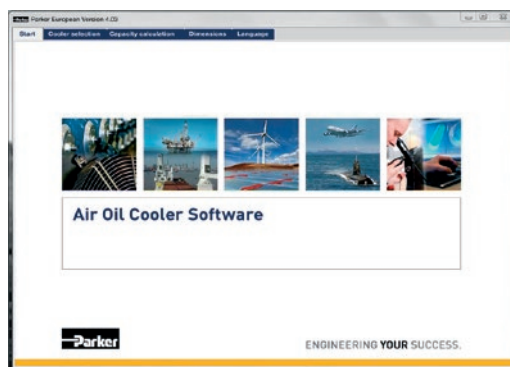 Parker European Version 4.03
Start Cooler selection Capacity calculation Dimensions Language
Air Oil Cooler Software
Parker
ENGINEERING YOUR SUCCESS.